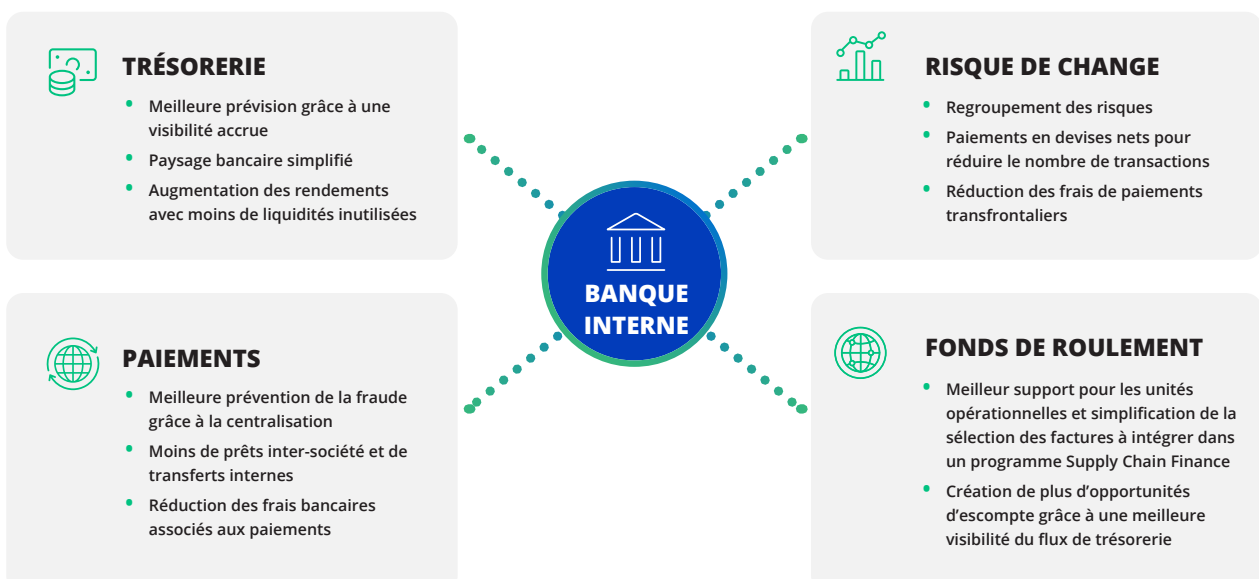 TRÉSORERIE
Meilleure prévision grâce à une
visibilité accrue
Paysage bancaire simplifié
Augmentation des rendements
avec moins de liquidités inutilisées
RISQUE DE CHANGE
Regroupement des risques
Paiements en devises nets pour
réduire le nombre de transactions
Réduction des frais de paiements
transfrontaliers
BANQUE
INTERNE
PAIEMENTS
Meilleure prévention de la fraude
grâce à la centralisation
Moins de prêts inter-société et de
transferts internes
Réduction des frais bancaires
associés aux paiements
FONDS DE ROULEMENT
Meilleur support pour les unités
opérationnelles et simplification de la
sélection des factures à intégrer dans
un programme Supply Chain Finance
Création de plus d’opportunités
d’escompte grâce à une meilleure
visibilité du flux de trésorerie